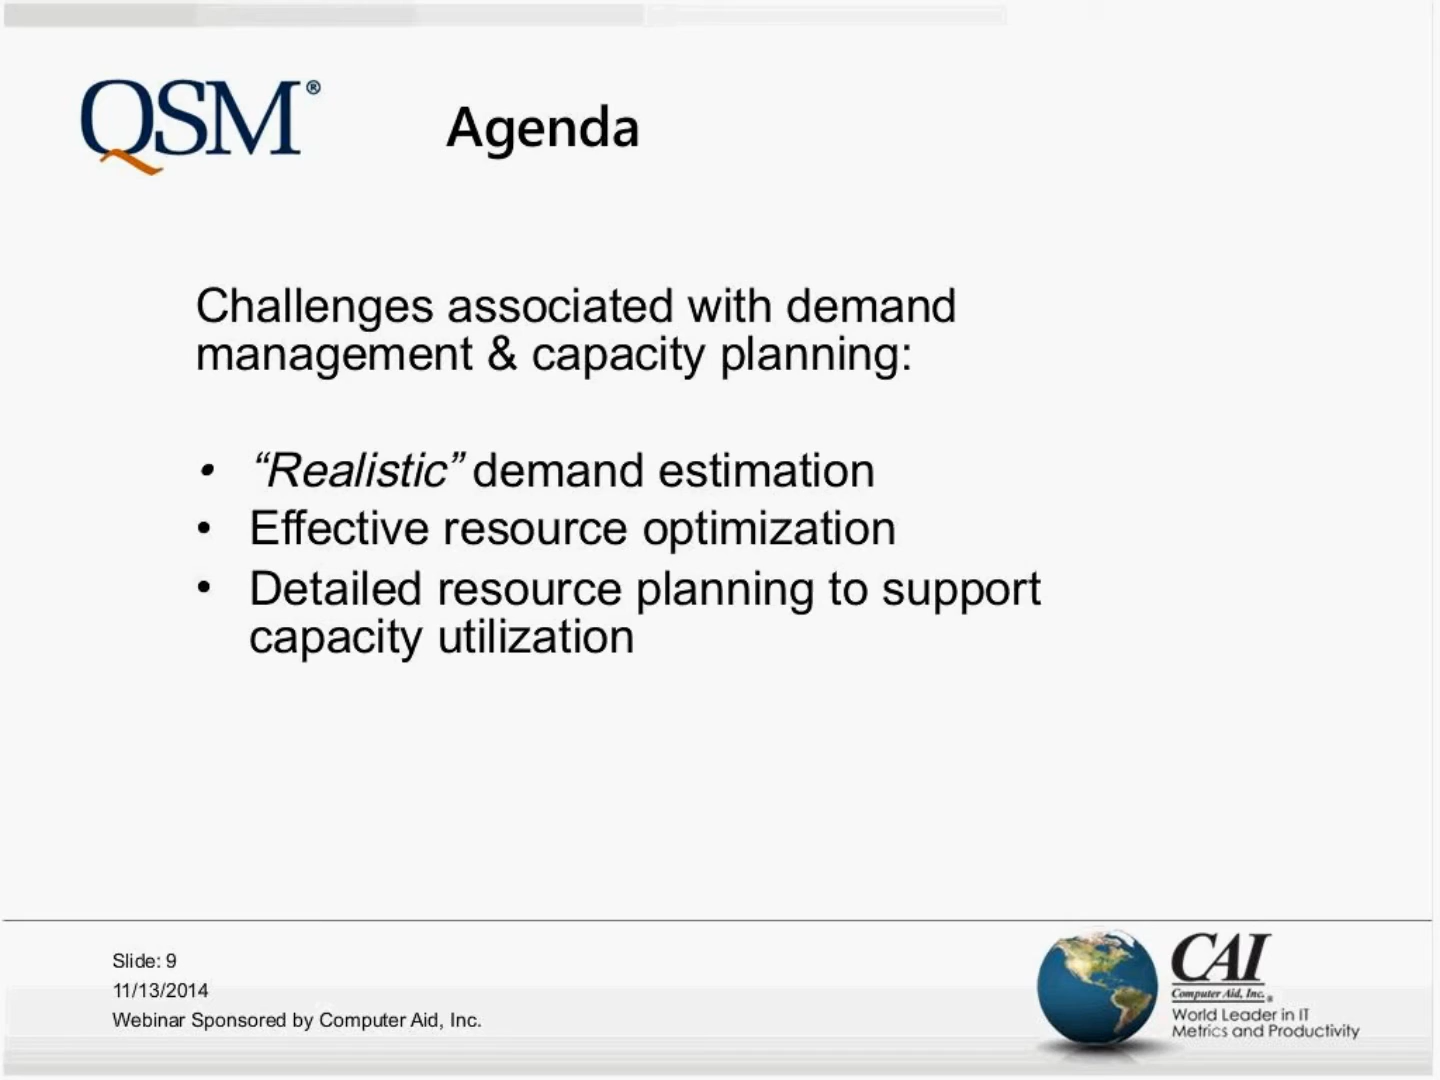 QSM®
Agenda
Challenges associated with demand
management & capacity planning:
• “Realistic” demand estimation
• Effective resource optimization
• Detailed resource planning to support
capacity utilization
Slide: 9
11/13/2014
Webinar Sponsored by Computer Aid, Inc.
CAI
Computer Aid, Inc.®
World Leader in IT
Metrics and Productivity